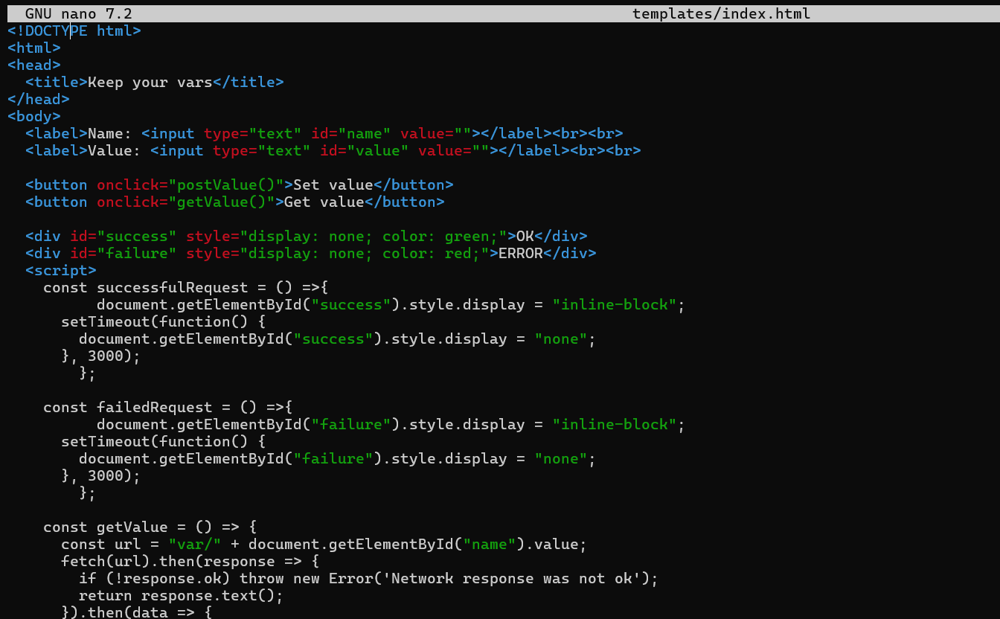 GNU nano 7.2 templates/index.html
<!DOCTYPE html>
<html>
<head>
  <title>Keep your vars</title>
</head>
<body>
  <label>Name: <input type="text" id="name" value=""></label><br><br>
  <label>Value: <input type="text" id="value" value=""></label><br><br>

  <button onclick="postValue()">Set value</button>
  <button onclick="getValue()">Get value</button>

  <div id="success" style="display: none; color: green;">OK</div>
  <div id="failure" style="display: none; color: red;">ERROR</div>
  <script>
    const successfulRequest = () =>{
          document.getElementById("success").style.display = "inline-block";
      setTimeout(function() {
        document.getElementById("success").style.display = "none";
      }, 3000);
        };

    const failedRequest = () =>{
          document.getElementById("failure").style.display = "inline-block";
      setTimeout(function() {
        document.getElementById("failure").style.display = "none";
      }, 3000);
        };

    const getValue = () => {
      const url = "var/" + document.getElementById("name").value;
      fetch(url).then(response => {
        if (!response.ok) throw new Error('Network response was not ok');
        return response.text();
      }).then(data => {